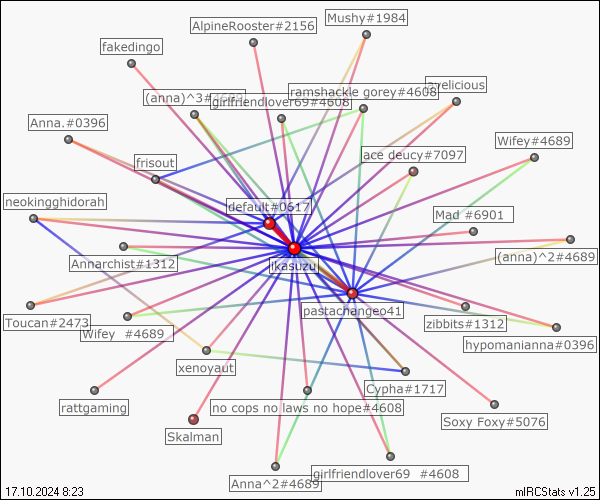 AlpineRooster#2156
Mushy#1984
fakedingo
(anna)^3#4689
girlfriendlover69#4608
ramshackle gorey#4608
Anna.#0396
Wifey#4689
frisout
ace deucy#7097
neokingghidorah
default#0617
Mad #6901
Annarchist#1312
ikasuzu
(anna)^2#4689
pastachangeo41
Toucan#2473
Wifey #4689
zibbits#1312
hypomanianna#0396
xenoyaut
Cypha#1717
rattgaming
no cops no laws no hope#4608
Soxy Foxy#5076
Skalman
Anna^2#4689
girlfriendlover69 #4608
17.10.2024 8:23
mIRCStats v1.25